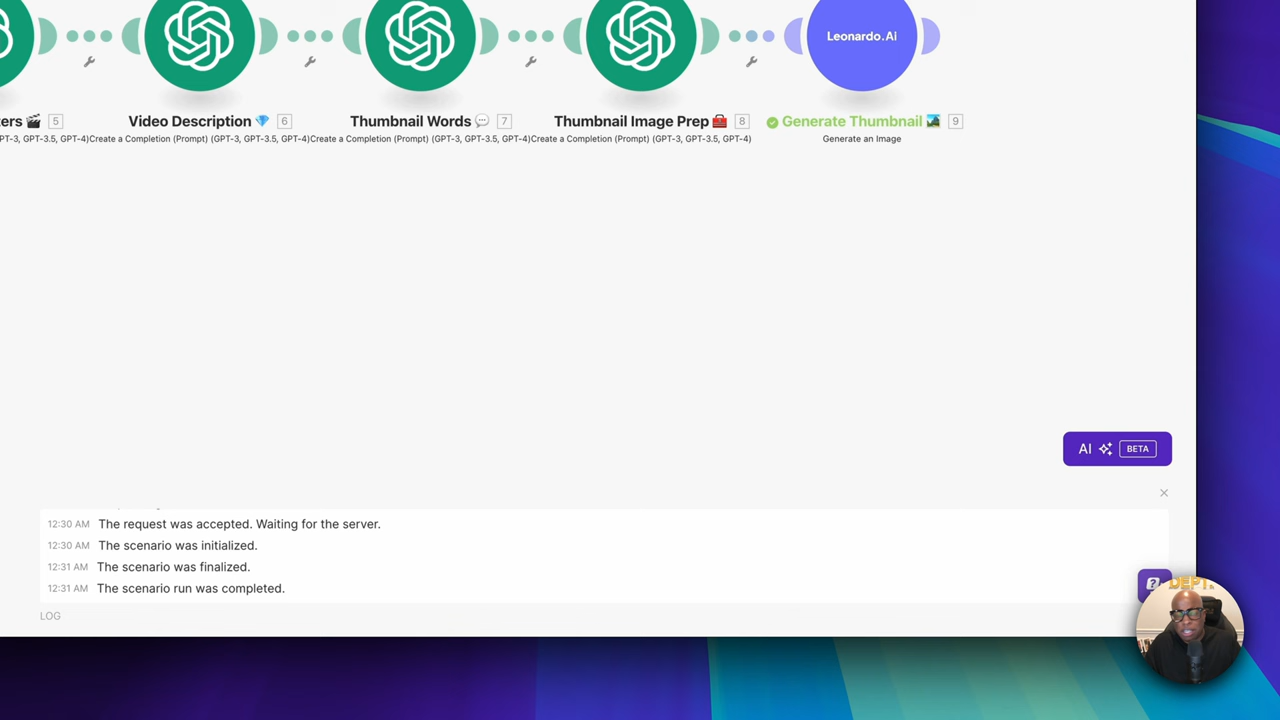 Leonardo.Ai
ters 🎬 5
Video Description 💎 6
Thumbnail Words 💬 7
Thumbnail Image Prep 🧰 8
Generate Thumbnail 🏞️ 9
PT-3, GPT-3.5, GPT-4)Create a Completion (Prompt) (GPT-3, GPT-3.5, GPT-4)Create a Completion (Prompt) (GPT-3, GPT-3.5, GPT-4)Create a Completion (Prompt) (GPT-3, GPT-3.5, GPT-4)
Generate an Image
AI BETA
12:30 AM The request was accepted. Waiting for the server.
12:30 AM The scenario was initialized.
12:31 AM The scenario was finalized.
12:31 AM The scenario run was completed.
?
DEPT
LOG